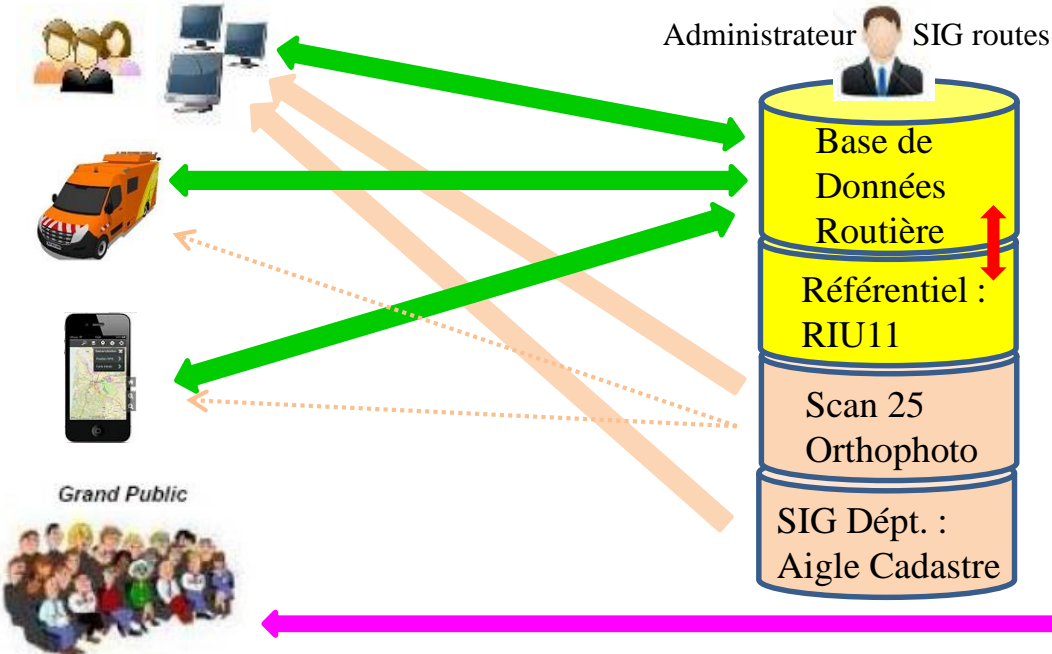 Administrateur SIG routes
Base de
Données
Routière
Référentiel :
RIU11
Scan 25
Orthophoto
Grand Public
SIG Dépt. :
Aigle Cadastre